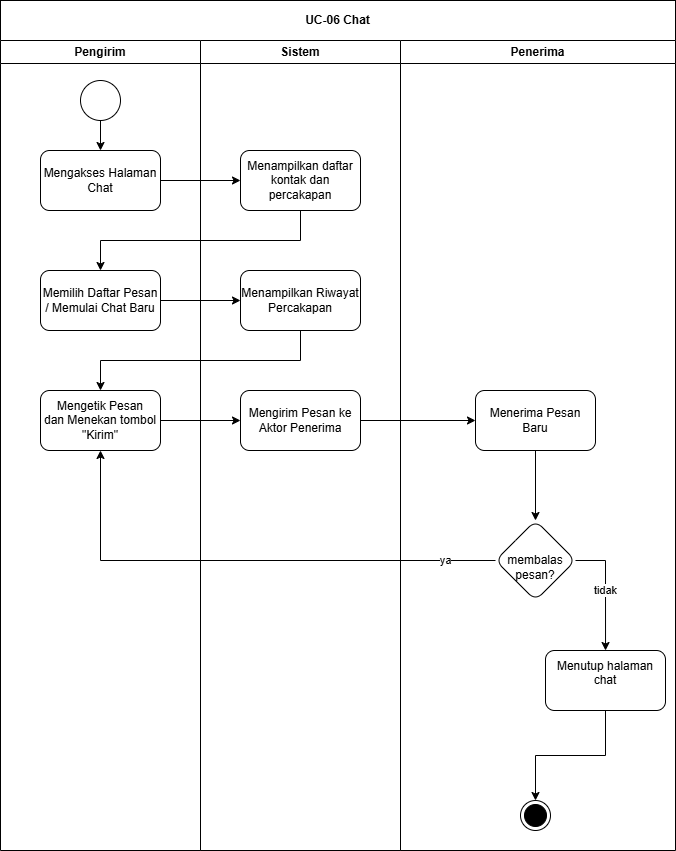 UC-06 Chat
Pengirim
Sistem
Penerima
Mengakses Halaman
Chat
Menampilkan daftar
kontak dan
percakapan
Memilih Daftar Pesan
/ Memulai Chat Baru
Menampilkan Riwayat
Percakapan
Mengetik Pesan
dan Menekan tombol
"Kirim"
Mengirim Pesan ke
Aktor Penerima
Menerima Pesan
Baru
membalas
pesan?
ya
tidak
Menutup halaman
chat